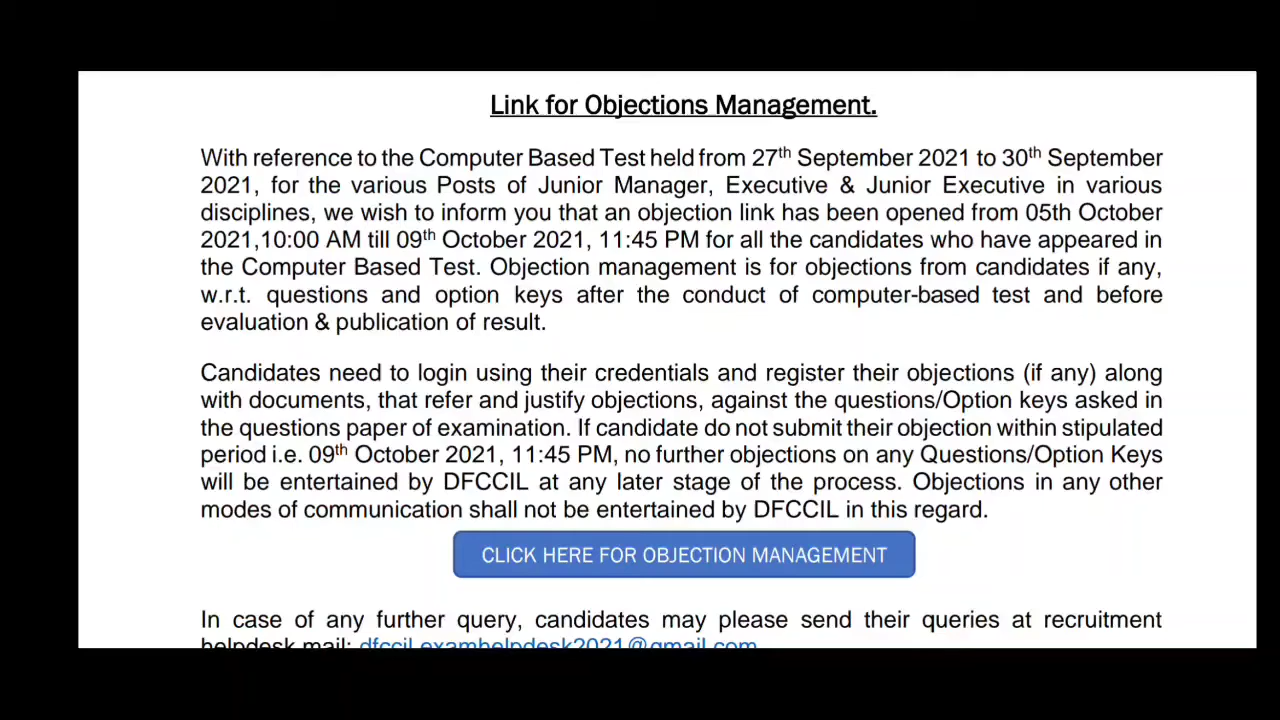 Link for Objections Management.
With reference to the Computer Based Test held from 27th September 2021 to 30th September
2021, for the various Posts of Junior Manager, Executive & Junior Executive in various
disciplines, we wish to inform you that an objection link has been opened from 05th October
2021,10:00 AM till 09th October 2021, 11:45 PM for all the candidates who have appeared in
the Computer Based Test. Objection management is for objections from candidates if any,
w.r.t. questions and option keys after the conduct of computer-based test and before
evaluation & publication of result.
Candidates need to login using their credentials and register their objections (if any) along
with documents, that refer and justify objections, against the questions/Option keys asked in
the questions paper of examination. If candidate do not submit their objection within stipulated
period i.e. 09th October 2021, 11:45 PM, no further objections on any Questions/Option Keys
will be entertained by DFCCIL at any later stage of the process. Objections in any other
modes of communication shall not be entertained by DFCCIL in this regard.
CLICK HERE FOR OBJECTION MANAGEMENT
In case of any further query, candidates may please send their queries at recruitment
helpdesk mail: dfccil.examhelpdesk2021@gmail.com